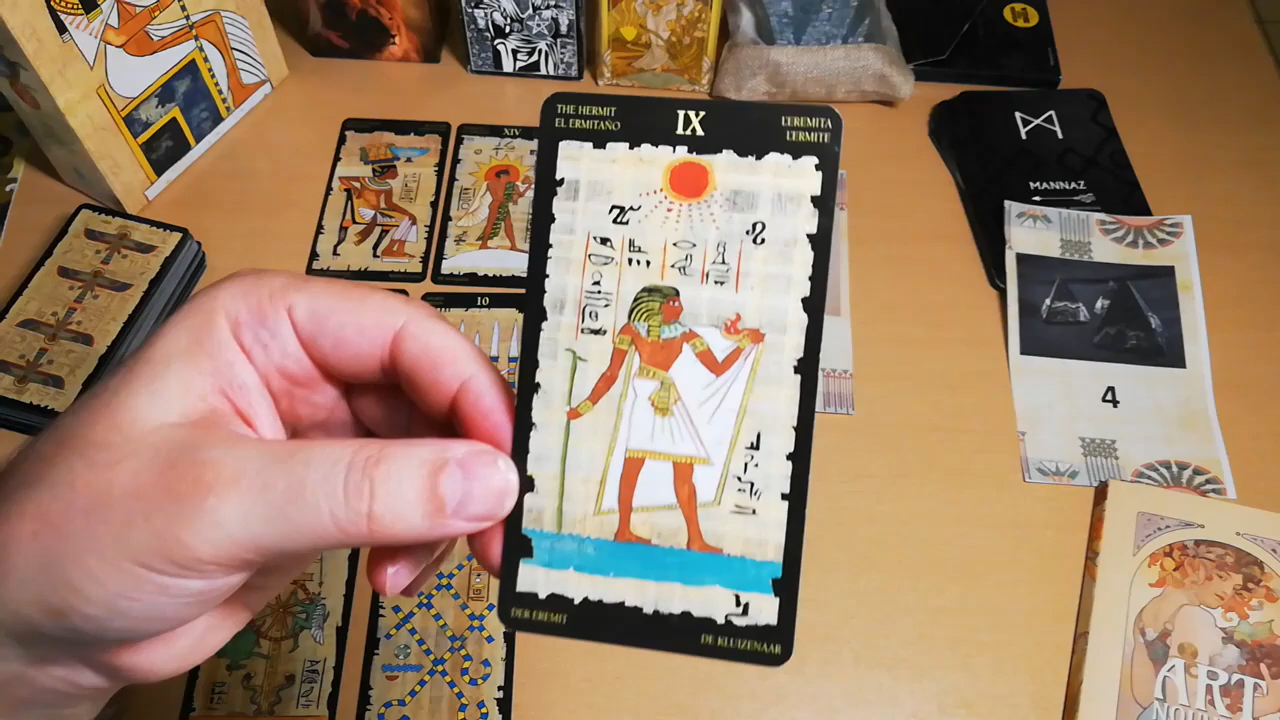 THE HERMIT
EL ERMITAÑO
IX
L'EREMITA
L'ERMITE
DER EREMIT
DE KLUIZENAAR
XIV
10
MANNAZ
4
ART